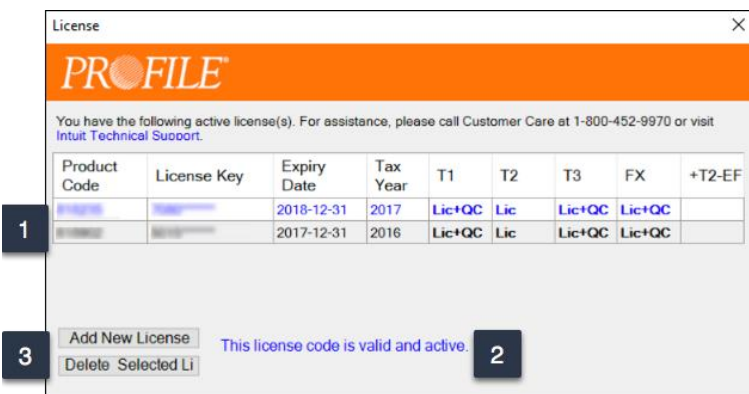 License
PROFILE®
You have the following active license(s). For assistance, please call Customer Care at 1-800-452-9970 or visit
Intuit Technical Support.
Product Code License Key Expiry Date Tax Year T1 T2 T3 FX +T2-EF
2018-12-31 2017 Lic+QC Lic Lic+QC Lic+QC
1
2017-12-31 2016 Lic+QC Lic Lic+QC Lic+QC
Add New License
This license code is valid and active.
2
3
Delete Selected Li